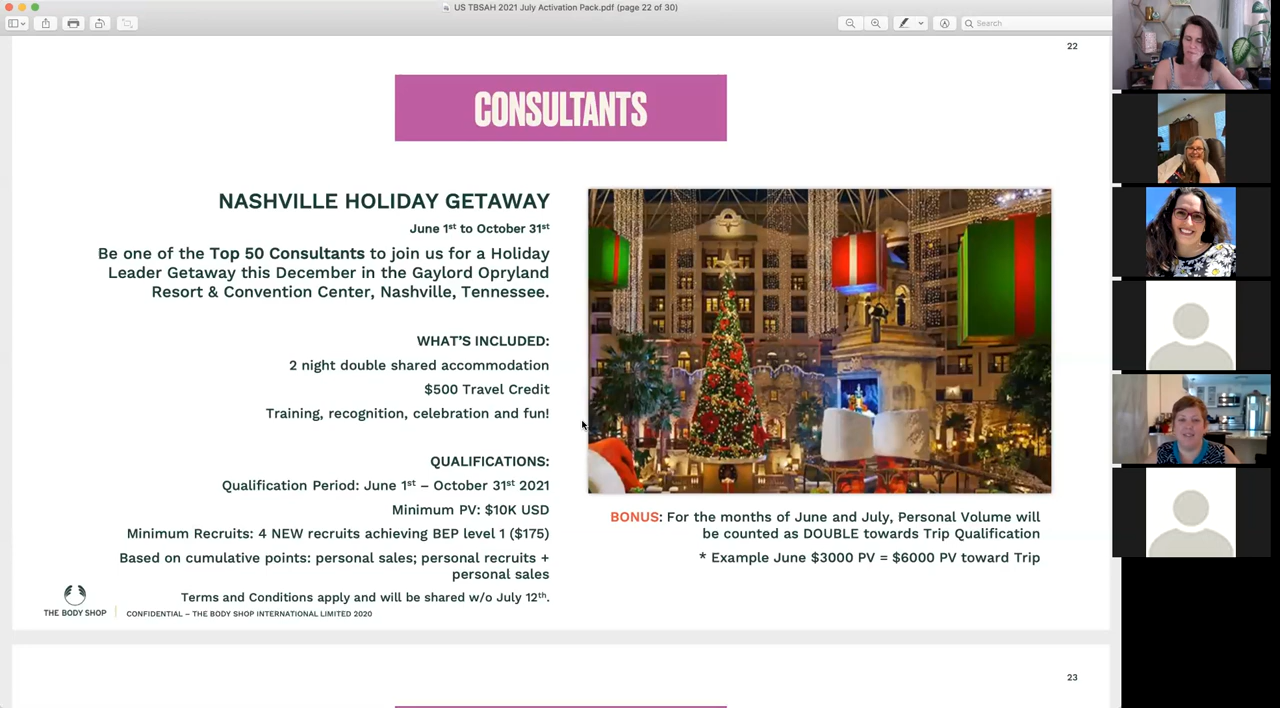 US TBSAH 2021 July Activation Pack.pdf (page 22 of 30)
Search
22
CONSULTANTS
NASHVILLE HOLIDAY GETAWAY
June 1st to October 31st
Be one of the Top 50 Consultants to join us for a Holiday
Leader Getaway this December in the Gaylord Opryland
Resort & Convention Center, Nashville, Tennessee.
WHAT'S INCLUDED:
2 night double shared accommodation
$500 Travel Credit
Training, recognition, celebration and fun!
QUALIFICATIONS:
Qualification Period: June 1st – October 31st 2021
Minimum PV: $10K USD
Minimum Recruits: 4 NEW recruits achieving BEP level 1 ($175)
Based on cumulative points: personal sales; personal recruits +
personal sales
Terms and Conditions apply and will be shared w/o July 12th.
BONUS: For the months of June and July, Personal Volume will
be counted as DOUBLE towards Trip Qualification
* Example June $3000 PV = $6000 PV toward Trip
THE BODY SHOP
CONFIDENTIAL – THE BODY SHOP INTERNATIONAL LIMITED 2020
23